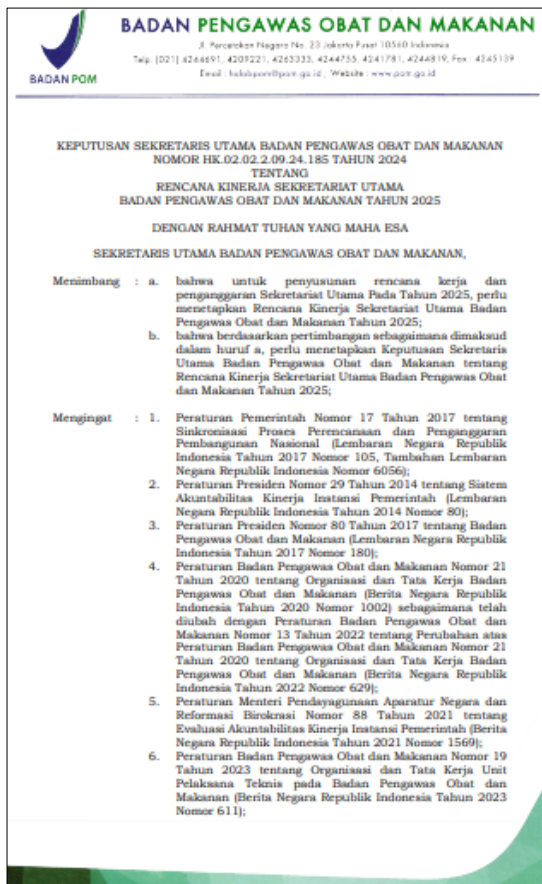 BADAN PENGAWAS OBAT DAN MAKANAN
Jl. Percetakan Negara No. 23 Jakarta Pusat 10560 Indonesia
Telp. (021) 4244691, 4209221, 4263333, 4244755, 4241781, 4244819, Fax : 4245139
Email : halobpom@pom.go.id ; Website : www.pom.go.id
BADAN POM
KEPUTUSAN SEKRETARIS UTAMA BADAN PENGAWAS OBAT DAN MAKANAN
NOMOR HK.02.02.2.09.24.185 TAHUN 2024
TENTANG
RENCANA KINERJA SEKRETARIAT UTAMA
BADAN PENGAWAS OBAT DAN MAKANAN TAHUN 2025
DENGAN RAHMAT TUHAN YANG MAHA ESA
SEKRETARIS UTAMA BADAN PENGAWAS OBAT DAN MAKANAN,
Menimbang : a. bahwa untuk penyusunan rencana kerja dan
penganggaran Sekretariat Utama Pada Tahun 2025, perlu
menetapkan Rencana Kinerja Sekretariat Utama Badan
Pengawas Obat dan Makanan Tahun 2025;
b. bahwa berdasarkan pertimbangan sebagaimana dimaksud
dalam huruf a, perlu menetapkan Keputusan Sekretaris
Utama Badan Pengawas Obat dan Makanan tentang
Rencana Kinerja Sekretariat Utama Badan Pengawas Obat
dan Makanan Tahun 2025;
Mengingat : 1. Peraturan Pemerintah Nomor 17 Tahun 2017 tentang
Sinkronisasi Proses Perencanaan dan Penganggaran
Pembangunan Nasional (Lembaran Negara Republik
Indonesia Tahun 2017 Nomor 105, Tambahan Lembaran
Negara Republik Indonesia Nomor 6056);
2. Peraturan Presiden Nomor 29 Tahun 2014 tentang Sistem
Akuntabilitas Kinerja Instansi Pemerintah (Lembaran
Negara Republik Indonesia Tahun 2014 Nomor 80);
3. Peraturan Presiden Nomor 80 Tahun 2017 tentang Badan
Pengawas Obat dan Makanan (Lembaran Negara Republik
Indonesia Tahun 2017 Nomor 180);
4. Peraturan Badan Pengawas Obat dan Makanan Nomor 21
Tahun 2020 tentang Organisasi dan Tata Kerja Badan
Pengawas Obat dan Makanan (Berita Negara Republik
Indonesia Tahun 2020 Nomor 1002) sebagaimana telah
diubah dengan Peraturan Badan Pengawas Obat dan
Makanan Nomor 13 Tahun 2022 tentang Perubahan atas
Peraturan Badan Pengawas Obat dan Makanan Nomor 21
Tahun 2020 tentang Organisasi dan Tata Kerja Badan
Pengawas Obat dan Makanan (Berita Negara Republik
Indonesia Tahun 2022 Nomor 629);
5. Peraturan Menteri Pendayagunaan Aparatur Negara dan
Reformasi Birokrasi Nomor 88 Tahun 2021 tentang
Evaluasi Akuntabilitas Kinerja Instansi Pemerintah (Berita
Negara Republik Indonesia Tahun 2021 Nomor 1569);
6. Peraturan Badan Pengawas Obat dan Makanan Nomor 19
Tahun 2023 tentang Organisasi dan Tata Kerja Unit
Pelaksana Teknis pada Badan Pengawas Obat dan
Makanan (Berita Negara Republik Indonesia Tahun 2023
Nomor 611);